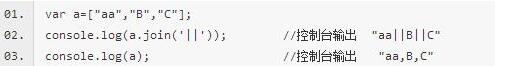 01. var a=["aa","B","C"];
02. console.log(a.join('||')); //控制台输出 "aa||B||C"
03. console.log(a); //控制台输出 "aa,B,C"